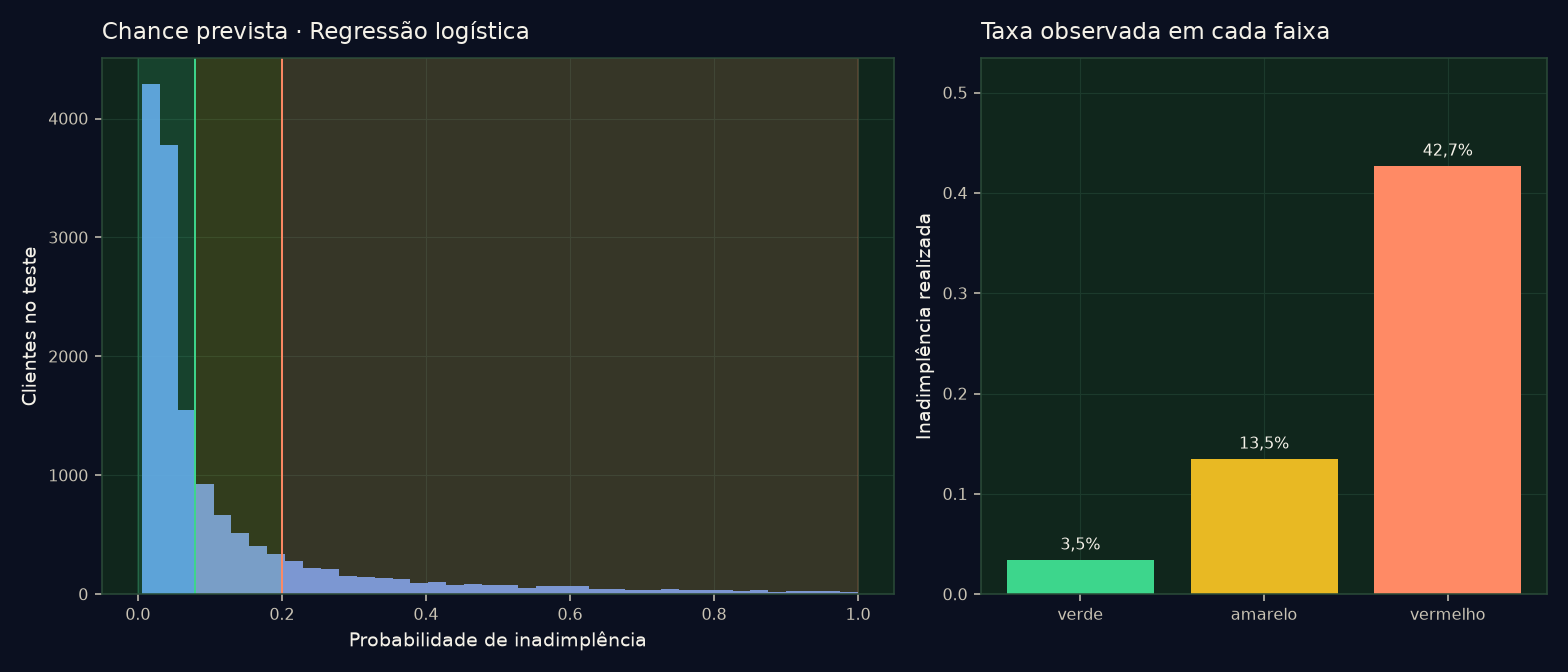 Chance prevista · Regressão logística
Clientes no teste
4000
3000
2000
1000
0
0.0
0.2
0.4
0.6
0.8
1.0
Probabilidade de inadimplência
Taxa observada em cada faixa
Inadimplência realizada
0.5
0.4
0.3
0.2
0.1
0.0
3,5%
13,5%
42,7%
verde
amarelo
vermelho